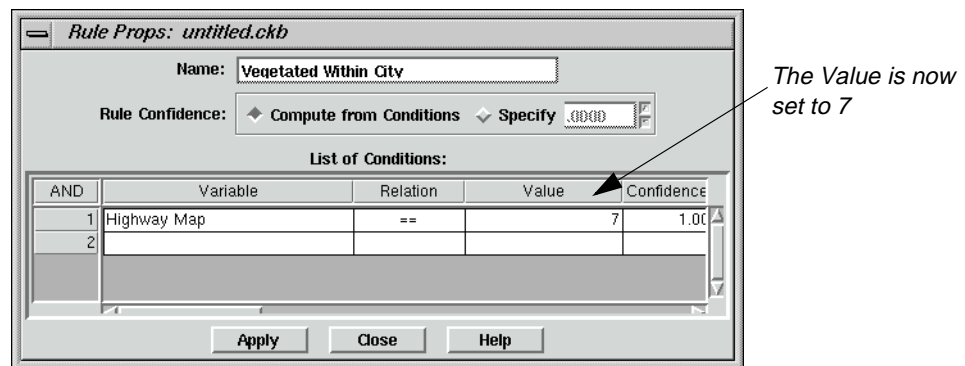 Rule Props: untitled.ckb
Name: Vegetated Within City
The Value is now
set to 7
Rule Confidence: Compute from Conditions Specify .0000
List of Conditions:
AND Variable Relation Value Confidence
1 Highway Map == 7 1.00
2
Apply Close Help